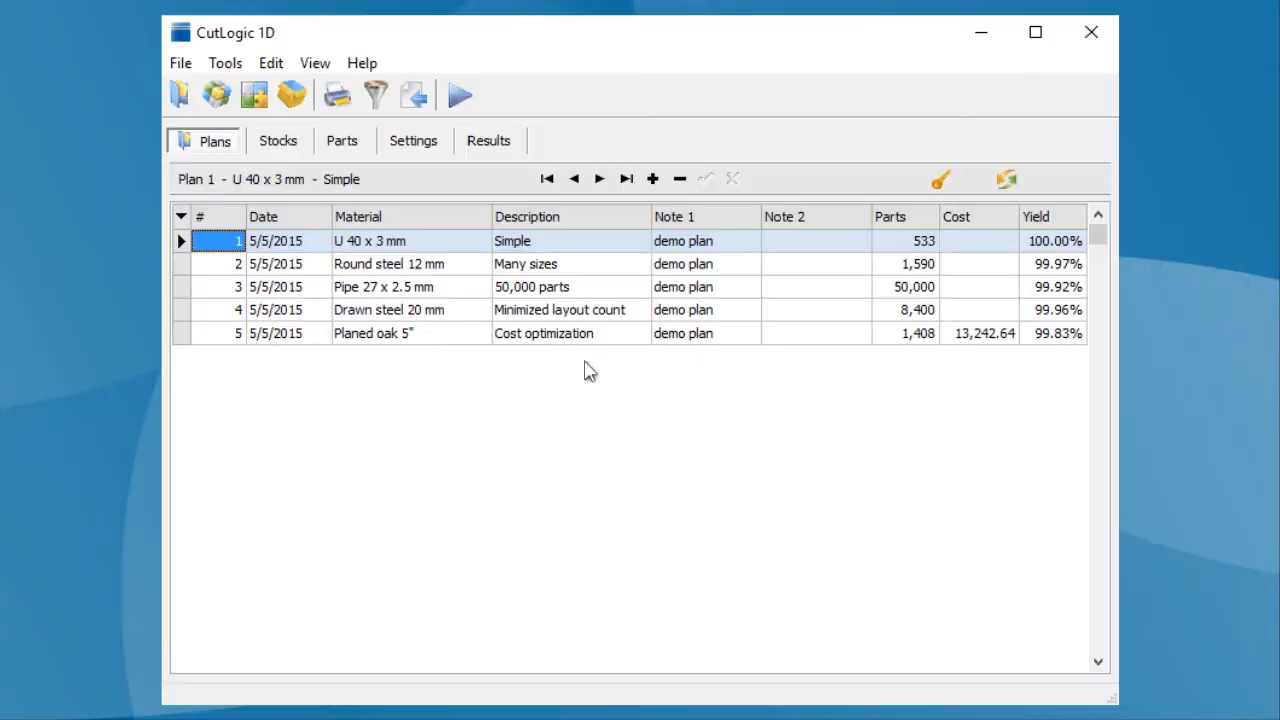 CutLogic 1D
File Tools Edit View Help
Plans Stocks Parts Settings Results
Plan 1 - U 40 x 3 mm - Simple
# Date Material Description Note 1 Note 2 Parts Cost Yield
1 5/5/2015 U 40 x 3 mm Simple demo plan 533 100.00%
2 5/5/2015 Round steel 12 mm Many sizes demo plan 1,590 99.97%
3 5/5/2015 Pipe 27 x 2.5 mm 50,000 parts demo plan 50,000 99.92%
4 5/5/2015 Drawn steel 20 mm Minimized layout count demo plan 8,400 99.96%
5 5/5/2015 Planed oak 5" Cost optimization demo plan 1,408 13,242.64 99.83%